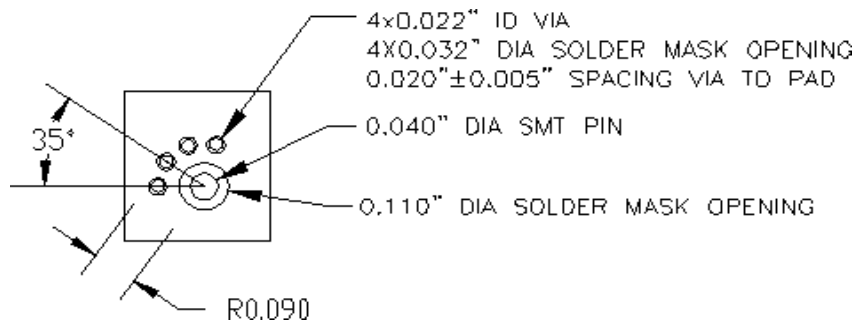 4x0.022" ID VIA
4X0.032" DIA SOLDER MASK OPENING
0.020"±0.005" SPACING VIA TO PAD
35°
0.040" DIA SMT PIN
0.110" DIA SOLDER MASK OPENING
R0.090